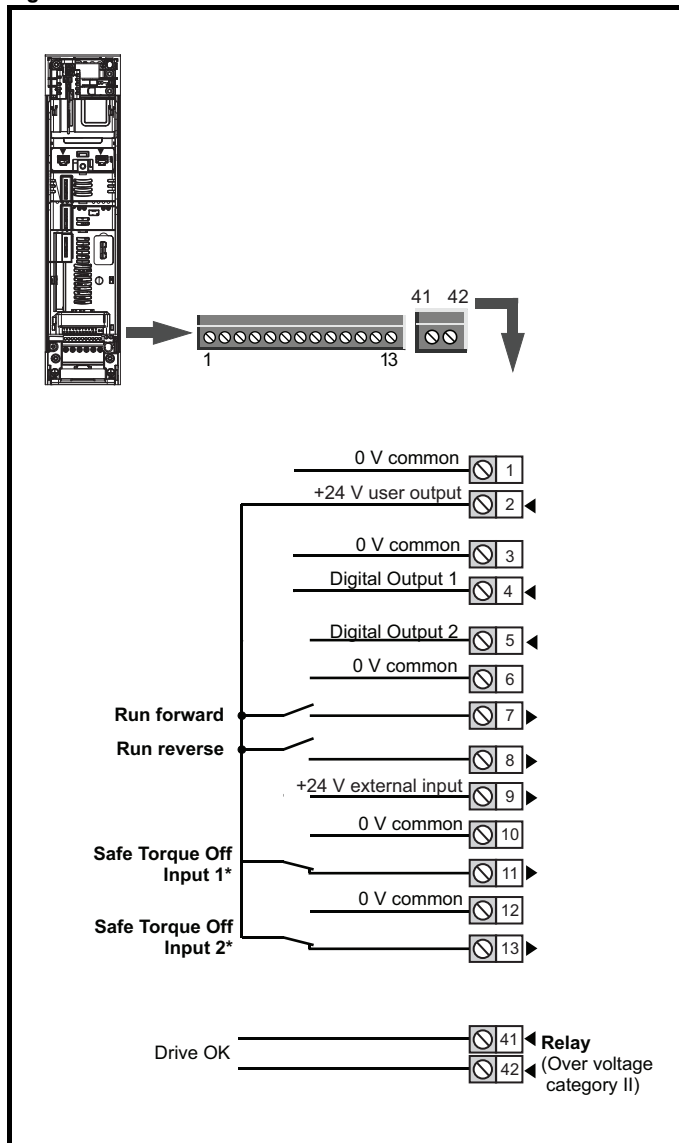 41 42
1 13
0 V common 1
+24 V user output 2
0 V common 3
Digital Output 1 4
Digital Output 2 5
0 V common 6
Run forward 7
Run reverse 8
+24 V external input 9
0 V common 10
Safe Torque Off
Input 1* 11
0 V common 12
Safe Torque Off
Input 2* 13
Drive OK
41 Relay
42 (Over voltage
category II)